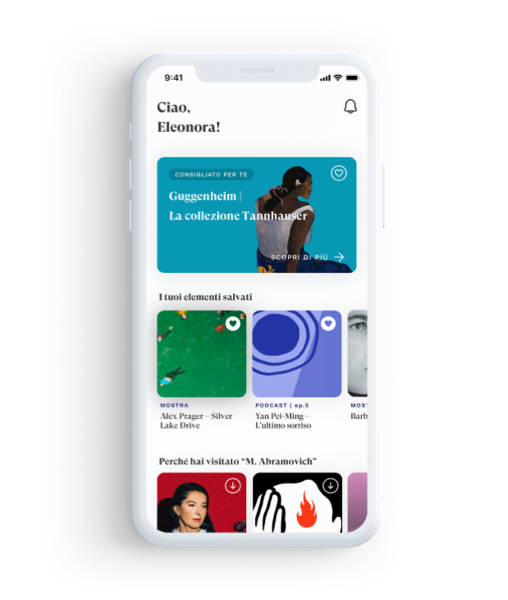 9:41
Ciao,
Eleonora!
CONSIGLIATO PER TE
Guggenheim |
La collezione Tannhauser
SCOPRI DI PIÙ
I tuoi elementi salvati
MOSTRA
Alex Prager – Silver
Lake Drive
PODCAST | ep.5
Yan Pei-Ming -
L'ultimo sorriso
MOST
Barb
Perché hai visitato “M. Abramovich”